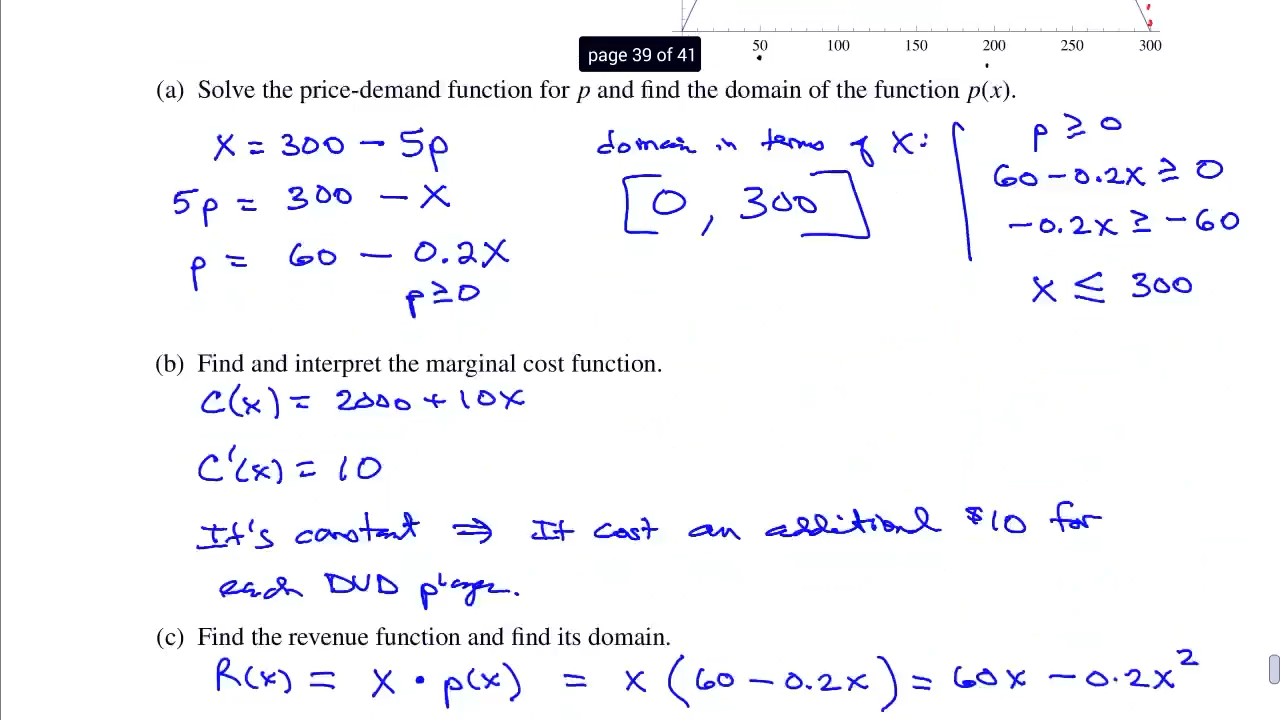 page 39 of 41
50 100 150 200 250 300
(a) Solve the price-demand function for p and find the domain of the function p(x).
x = 300 - 5p
5p = 300 - x
p = 60 - 0.2x
p ≥ 0
domain in terms of x:
[0, 300]
p ≥ 0
60 - 0.2x ≥ 0
-0.2x ≥ -60
x ≤ 300
(b) Find and interpret the marginal cost function.
C(x) = 2000 + 10x
C'(x) = 10
It's constant ⇒ It cost an additional $10 for
each DVD player.
(c) Find the revenue function and find its domain.
R(x) = x • p(x) = x (60 - 0.2x) = 60x - 0.2x²